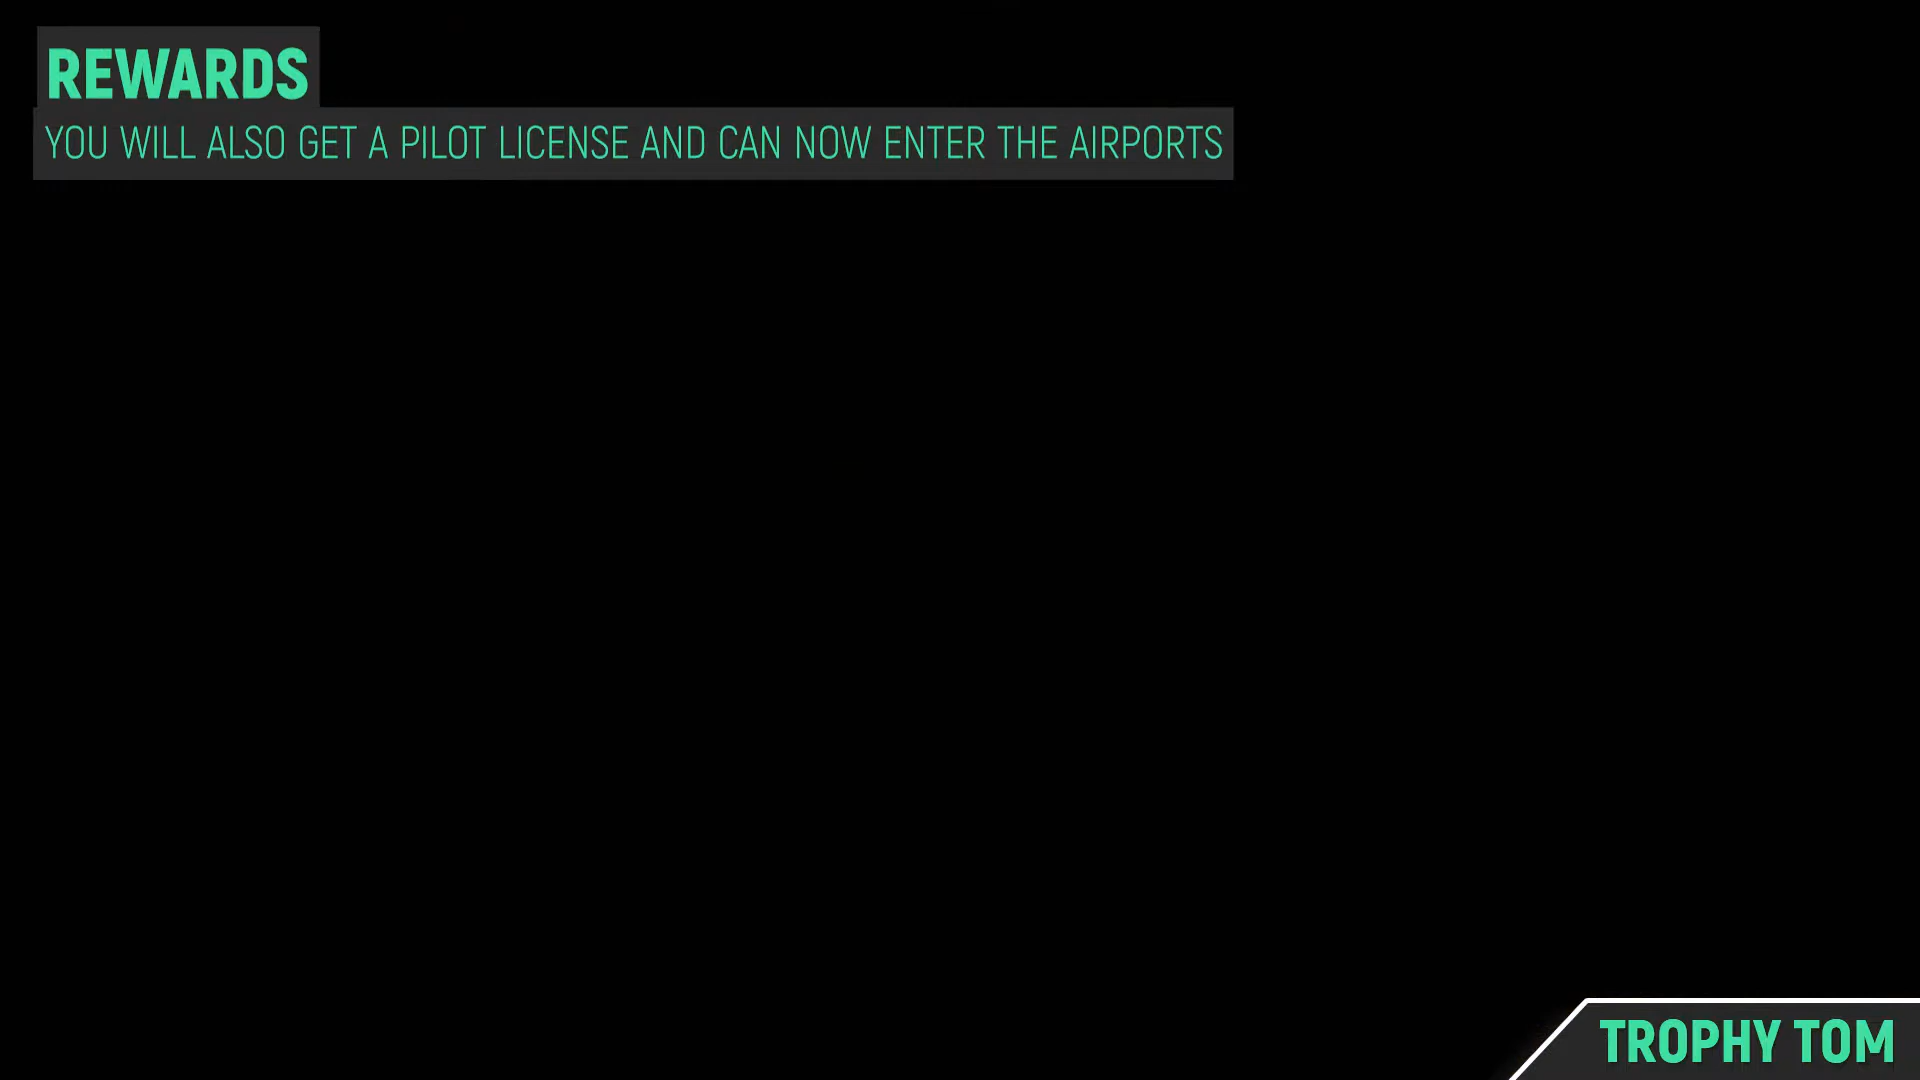 REWARDS
YOU WILL ALSO GET A PILOT LICENSE AND CAN NOW ENTER THE AIRPORTS
TROPHY TOM